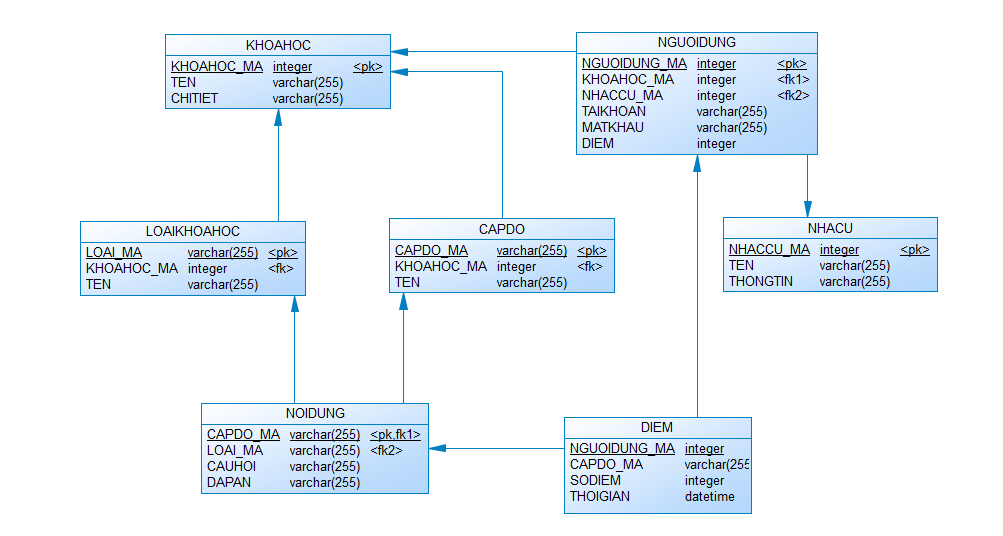 KHOAHOC
KHOAHOC_MA integer <pk>
TEN varchar(255)
CHITIET varchar(255)
NGUOIDUNG
NGUOIDUNG_MA integer <pk>
KHOAHOC_MA integer <fk1>
NHACCU_MA integer <fk2>
TAIKHOAN varchar(255)
MATKHAU varchar(255)
DIEM integer
LOAIKHOAHOC
LOAI_MA varchar(255) <pk>
KHOAHOC_MA integer <fk>
TEN varchar(255)
CAPDO
CAPDO_MA varchar(255) <pk>
KHOAHOC_MA integer <fk>
TEN varchar(255)
NHACU
NHACCU_MA integer <pk>
TEN varchar(255)
THONGTIN varchar(255)
NOIDUNG
CAPDO_MA varchar(255) <pk,fk1>
LOAI_MA varchar(255) <fk2>
CAUHOI varchar(255)
DAPAN varchar(255)
DIEM
NGUOIDUNG_MA integer
CAPDO_MA varchar(255
SODIEM integer
THOIGIAN datetime